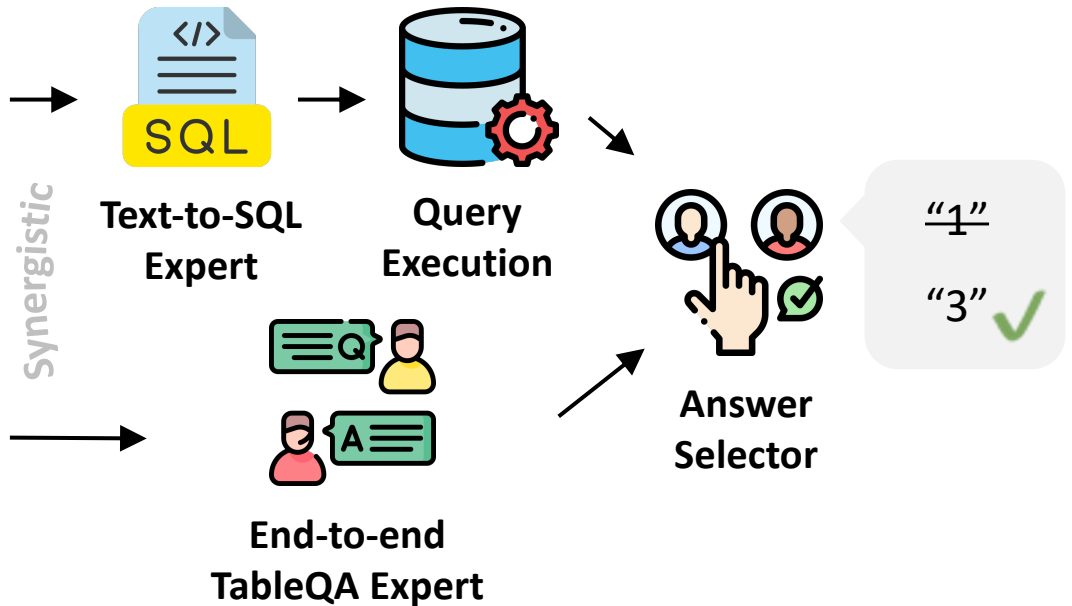 </>
SQL
Text-to-SQL
Expert
Query
Execution
Synergistic
Q
A
End-to-end
TableQA Expert
Answer
Selector
“1”
“3”